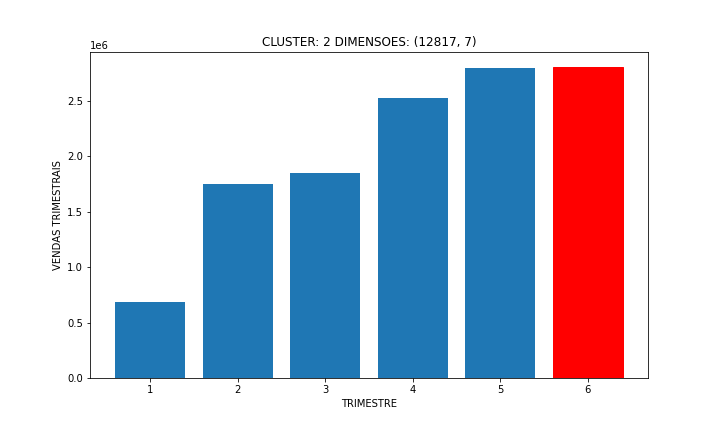 CLUSTER: 2 DIMENSOES: (12817, 7)
1e6
2.5
2.0
1.5
1.0
0.5
0.0
VENDAS TRIMESTRAIS
1 2 3 4 5 6
TRIMESTRE